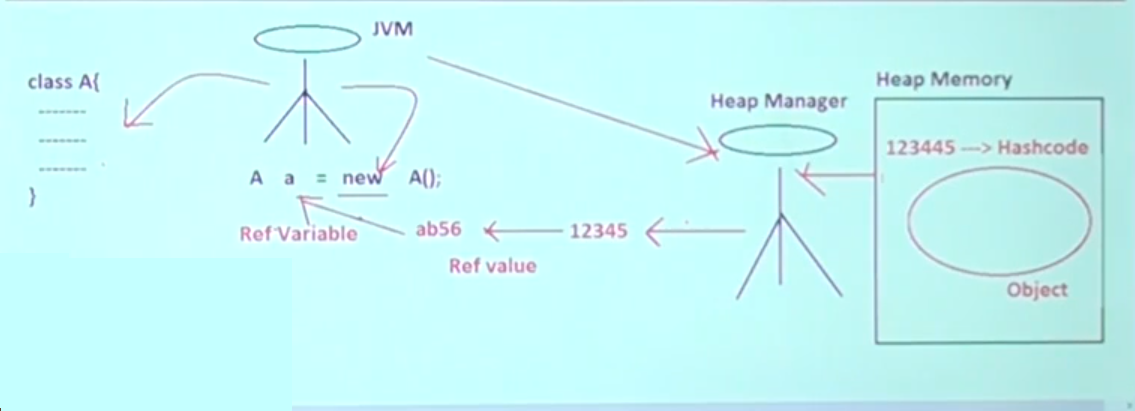 JVM
class A{
-------
-------
-------
}
A a = new A();
Ref Variable
ab56
12345
Ref value
Heap Manager
Heap Memory
123445 ---> Hashcode
Object